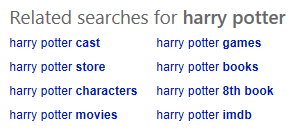 Related searches for harry potter
harry potter cast
harry potter store
harry potter characters
harry potter movies
harry potter games
harry potter books
harry potter 8th book
harry potter imdb